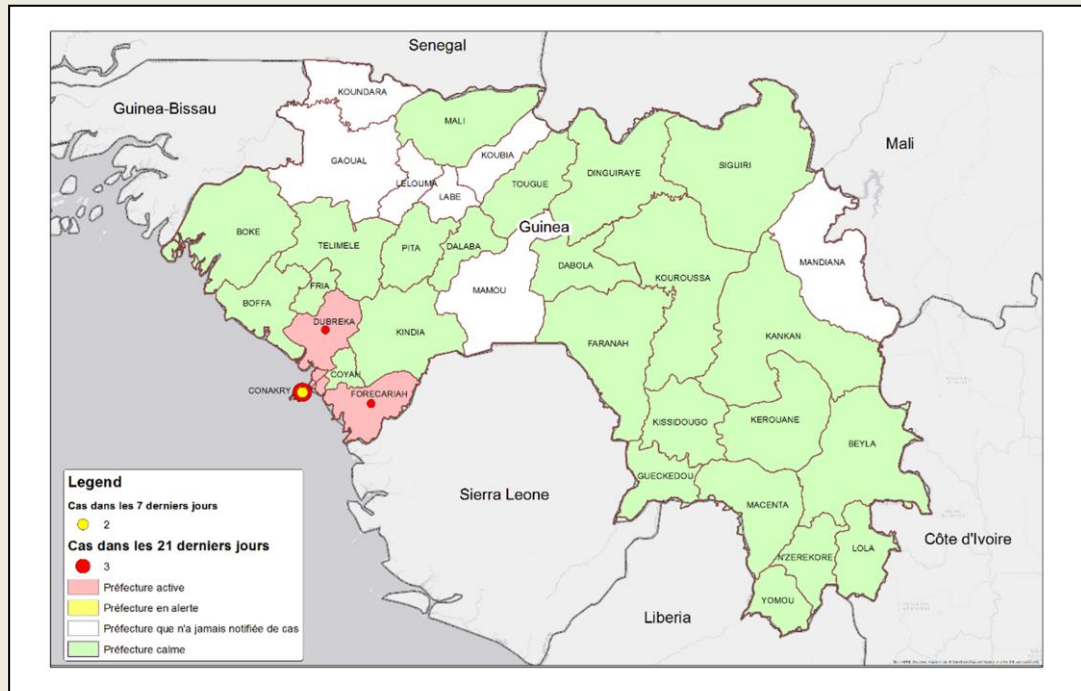 Senegal
KOUNDARA
Guinea-Bissau
MALI
Mali
KOUBIA
SIGUIRI
GAOUAL
DINGUIRAYE
LELOUMA
TOUGUE
LABE
Guinea
BOKE
TELIMELE
PITA
DALABA
MANDIANA
DABOLA
KOUROUSSA
FRIA
MAMOU
BOFFA
DUBREKA
KINDIA
KANKAN
FARANAH
COYAH
CONAKRY
FORECARIAH
KISSIDOUGO
KEROUANE
BEYLA
GUECKEDOU
Sierra Leone
MACENTA
Côte d'Ivoire
LOLA
N'ZEREKORE
YOMOU
Liberia
Legend
Cas dans les 7 derniers jours
2
Cas dans les 21 derniers jours
3
Préfecture active
Préfecture en alerte
Préfecture que n'a jamais notifiée de cas
Préfecture calme